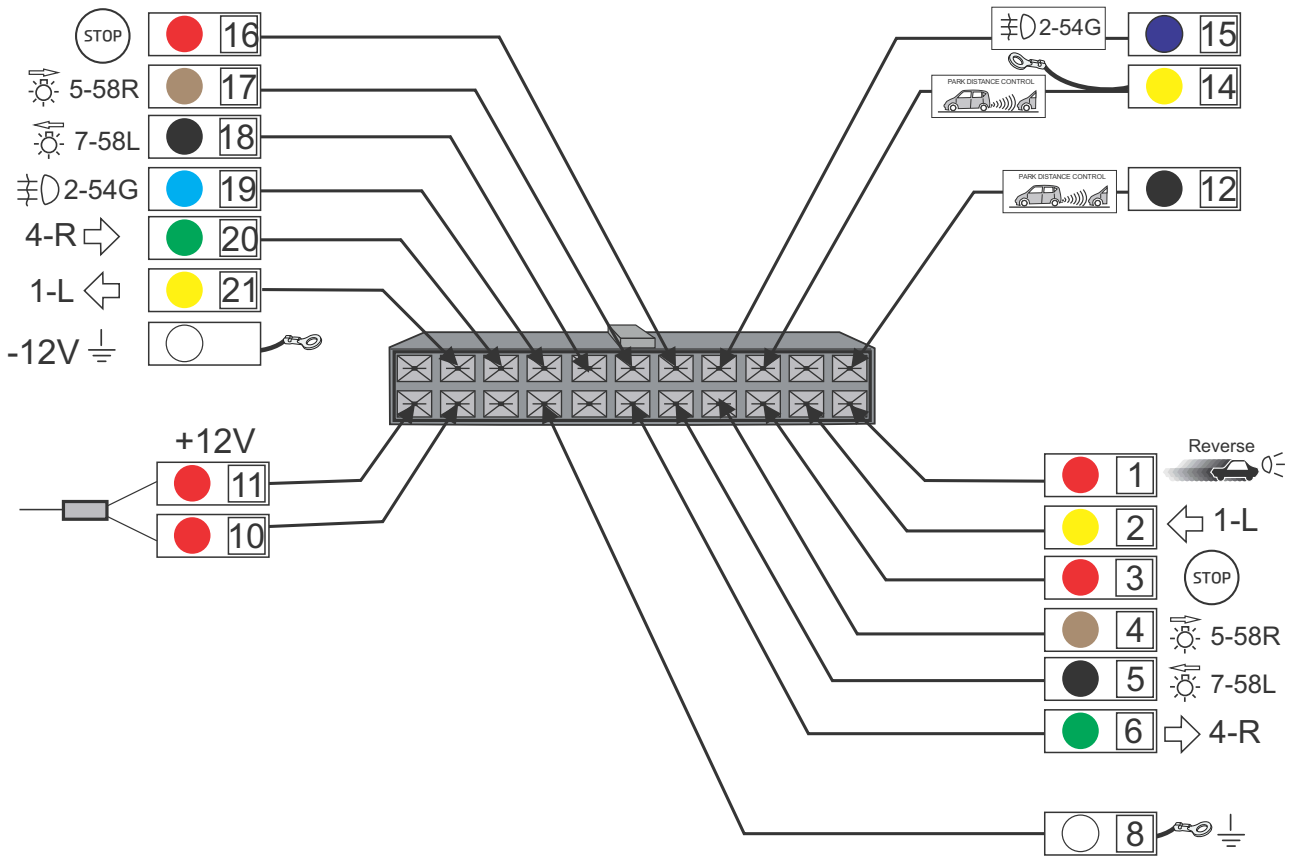 STOP 16
5-58R 17
7-58L 18
2-54G 19
4-R 20
1-L 21
-12V
+12V
11
10
2-54G 15
PARK DISTANCE CONTROL 14
PARK DISTANCE CONTROL 12
1 Reverse
2 1-L
3 STOP
4 5-58R
5 7-58L
6 4-R
8